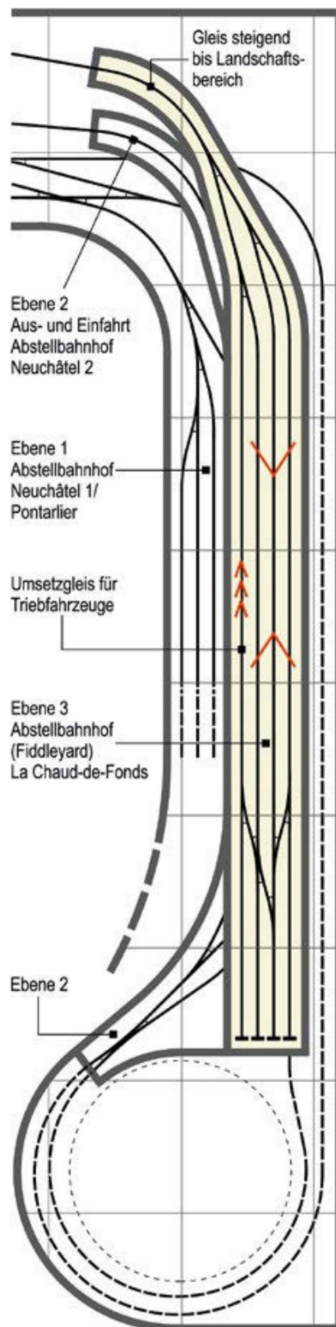 Gleis steigend
bis Landschafts-
bereich
Ebene 2
Aus- und Einfahrt
Abstellbahnhof
Neuchâtel 2
Ebene 1
Abstellbahnhof
Neuchâtel 1/
Pontarlier
Umsetzgleis für
Triebfahrzeuge
Ebene 3
Abstellbahnhof
(Fiddleyard)
La Chaud-de-Fonds
Ebene 2